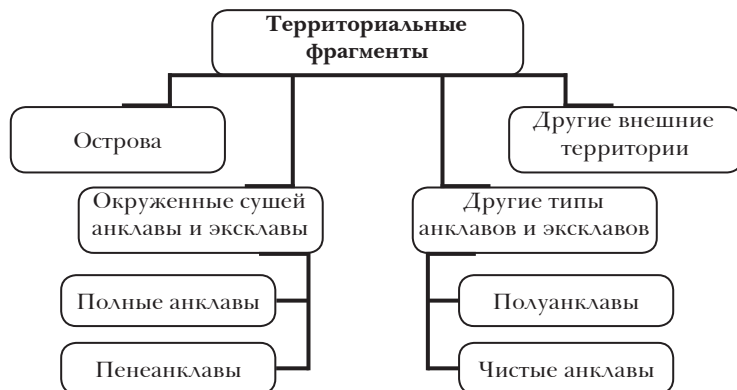 Территориальные
фрагменты
Острова
Другие внешние
территории
Окруженные сушей
анклавы и эксклавы
Другие типы
анклавов и эксклавов
Полные анклавы
Полуанклавы
Пенеанклавы
Чистые анклавы